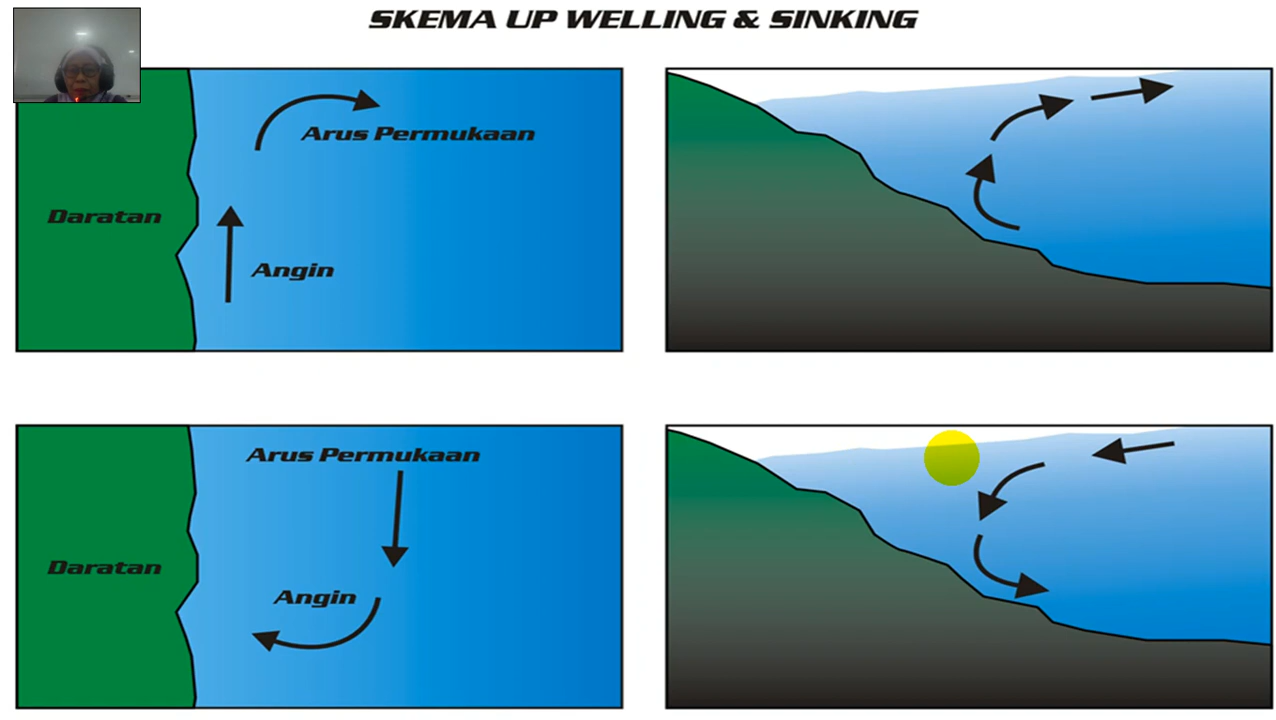 SKEMA UP WELLING & SINKING
Arus Permukaan
Daratan
Angin
Arus Permukaan
Daratan
Angin